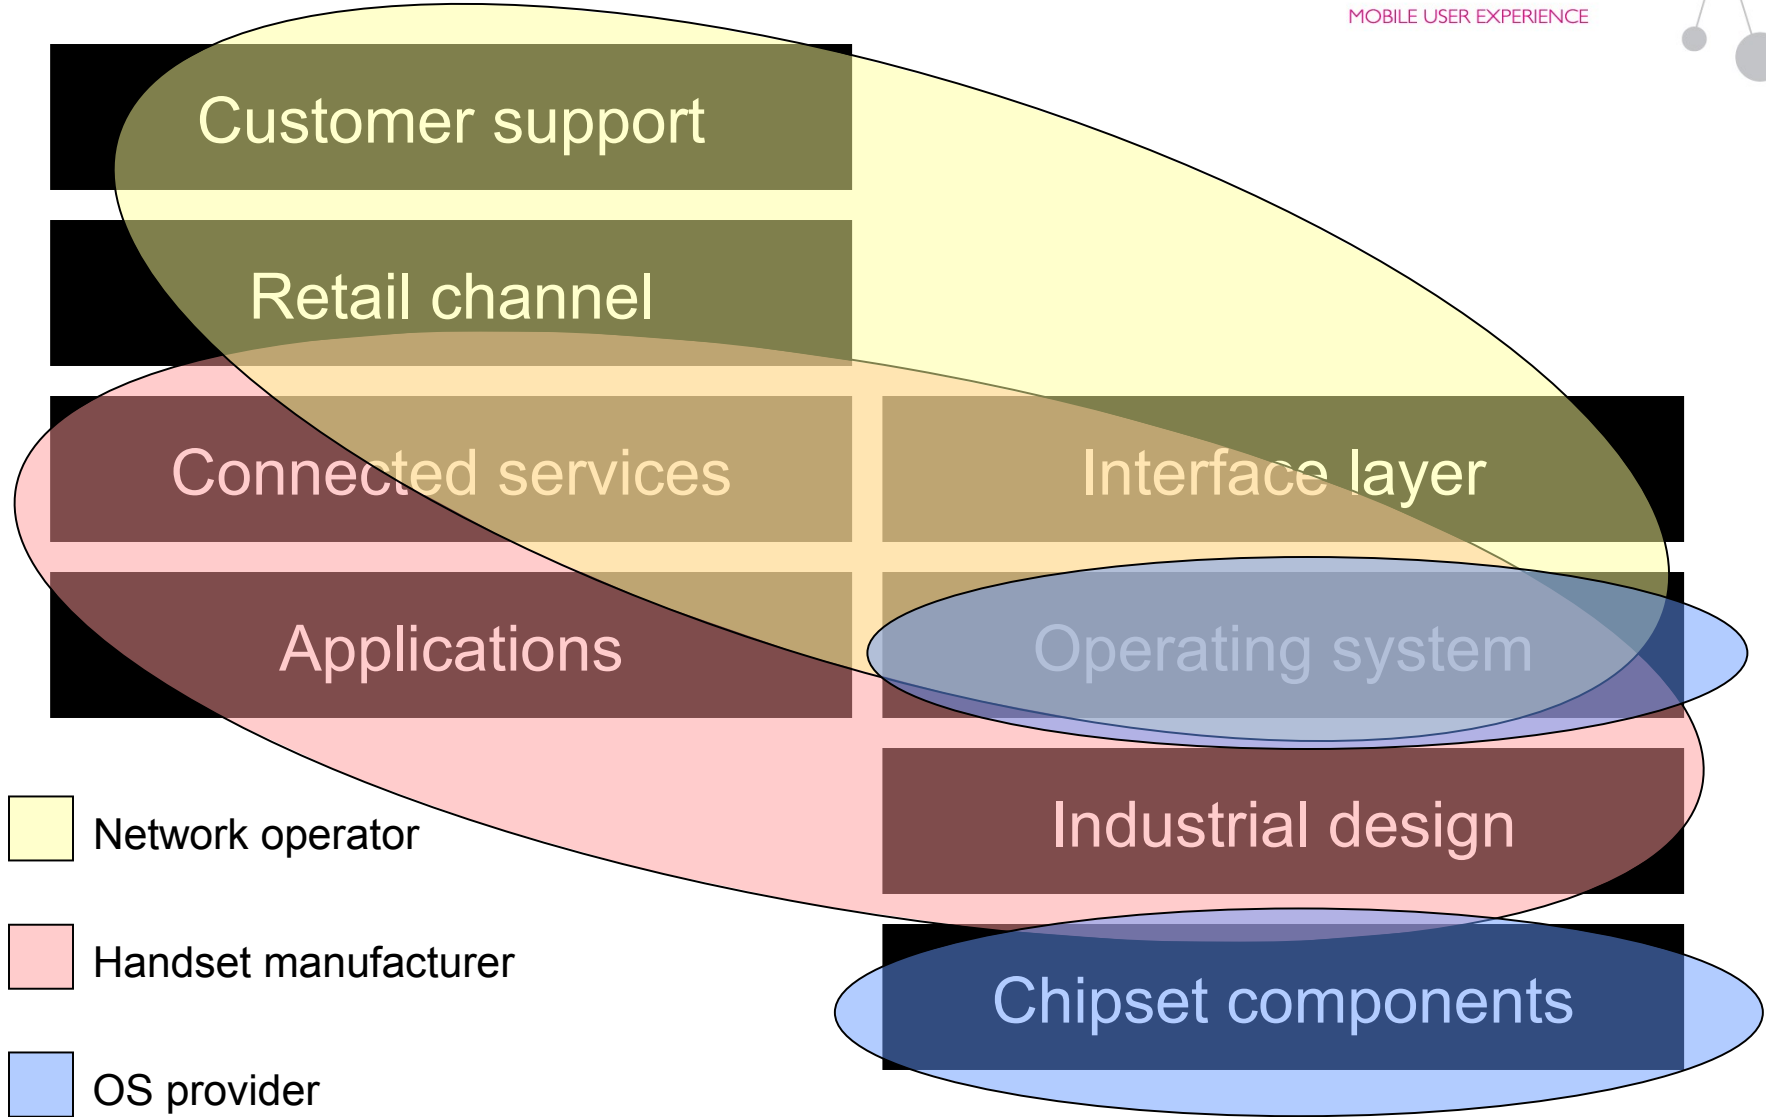 MOBILE USER EXPERIENCE
Customer support
Retail channel
Connected services
Interface layer
Applications
Operating system
Industrial design
Chipset components
Network operator
Handset manufacturer
OS provider